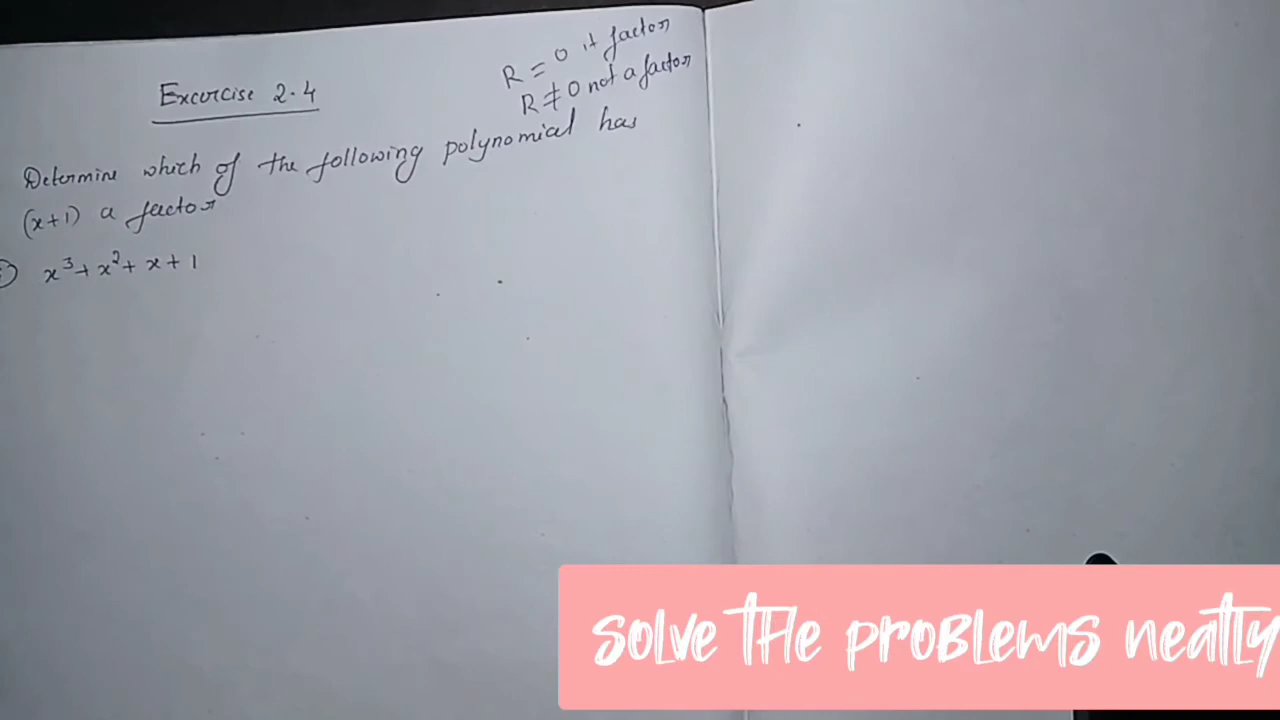 Excercise 2.4
R = 0 it factor
R ≠ 0 not a factor
Determine which of the following polynomial has
(x+1) a factor
x³+x²+x+1
solve the problems neatly